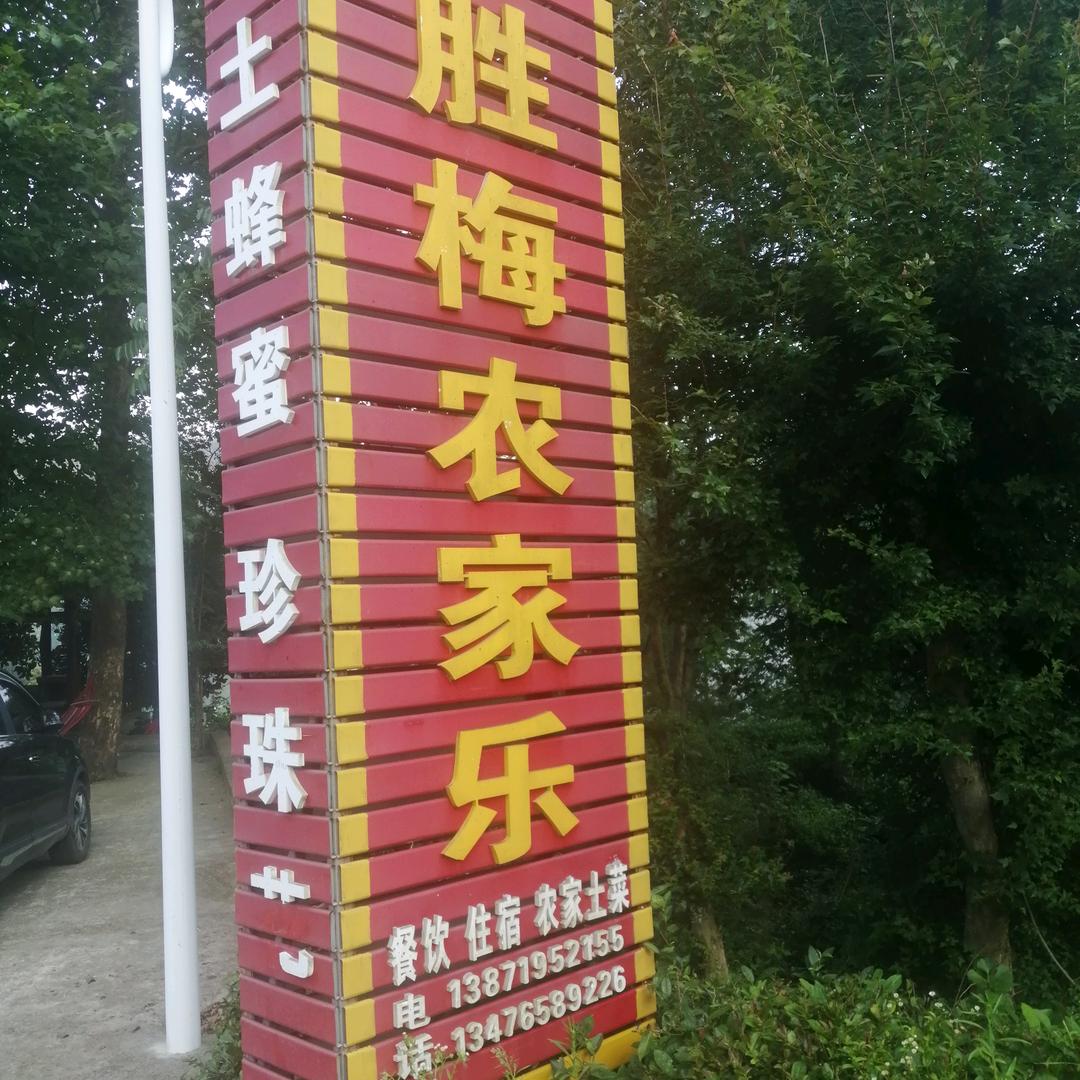 土蜂蜜 珍珠
胜梅农家乐
餐饮 住宿 农家土菜
电 13871952155
话 13476589226